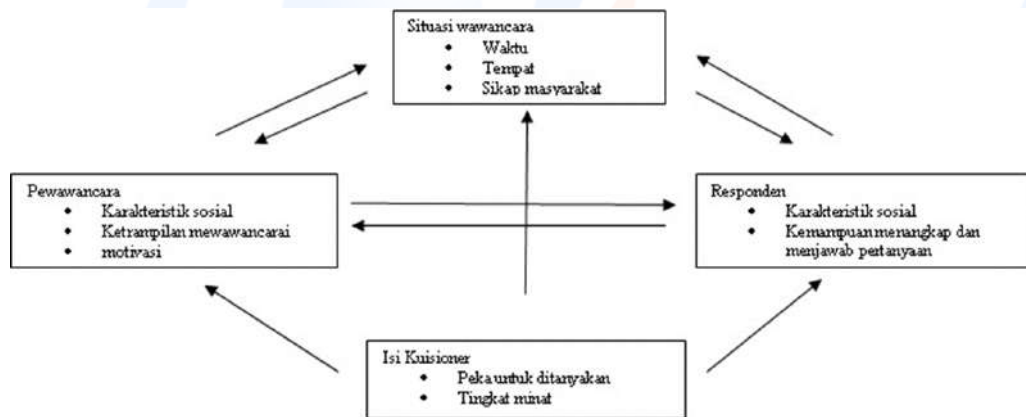 Situasi wawancara
• Waktu
• Tempat
• Sikap masyarakat
Pewawancara
• Karakteristik sosial
• Ketrampilan mewawancarai
• motivasi
Responden
• Karakteristik sosial
• Kemampuan menangkap dan
menjawab pertanyaan
Isi Kuisioner
• Peka untuk ditanyakan
• Tingkat minat